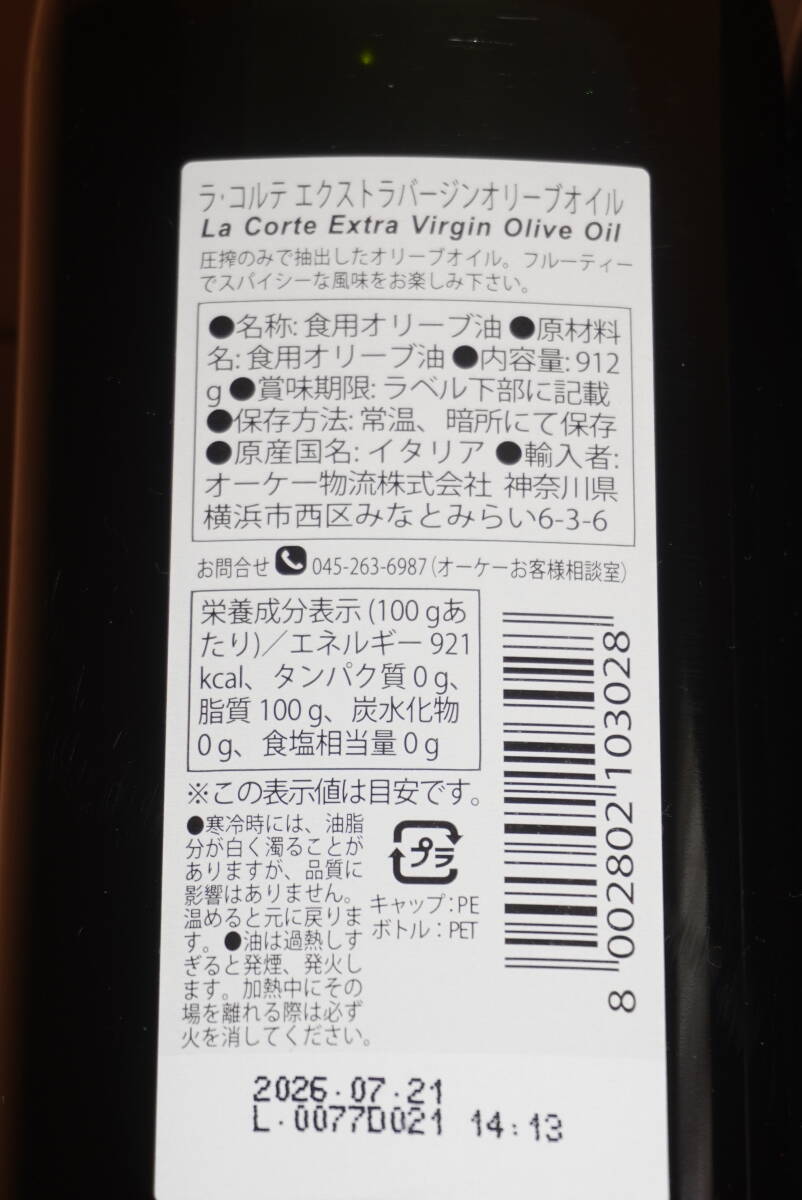 ラ・コルテ エクストラバージンオリーブオイル
La Corte Extra Virgin Olive Oil
圧搾のみで抽出したオリーブオイル。フルーティー
でスパイシーな風味をお楽しみ下さい。
●名称: 食用オリーブ油 ●原材料
名: 食用オリーブ油 ●内容量: 912
g ●賞味期限: ラベル下部に記載
●保存方法: 常温、暗所にて保存
●原産国名: イタリア ●輸入者:
オーケー物流株式会社 神奈川県
横浜市西区みなとみらい6-3-6
お問合せ 045-263-6987 (オーケーお客様相談室)
栄養成分表示 (100 gあ
たり)／エネルギー 921
kcal、タンパク質 0 g、
脂質 100 g、炭水化物
0 g、食塩相当量 0 g
※この表示値は目安です。
●寒冷時には、油脂
分が白く濁ることが
ありますが、品質に
影響はありません。
温めると元に戻りま
す。●油は過熱しす
ぎると発煙、発火し
ます。加熱中にその
場を離れる際は必ず
火を消してください。
プラ
キャップ：PE
ボトル：PET
8 002802 103028
2026.07.21
L.0077D021 14:13